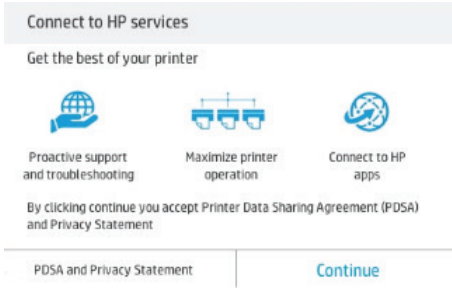 Connect to HP services
Get the best of your printer
Proactive support
and troubleshooting
Maximize printer
operation
Connect to HP
apps
By clicking continue you accept Printer Data Sharing Agreement (PDSA)
and Privacy Statement
PDSA and Privacy Statement
Continue